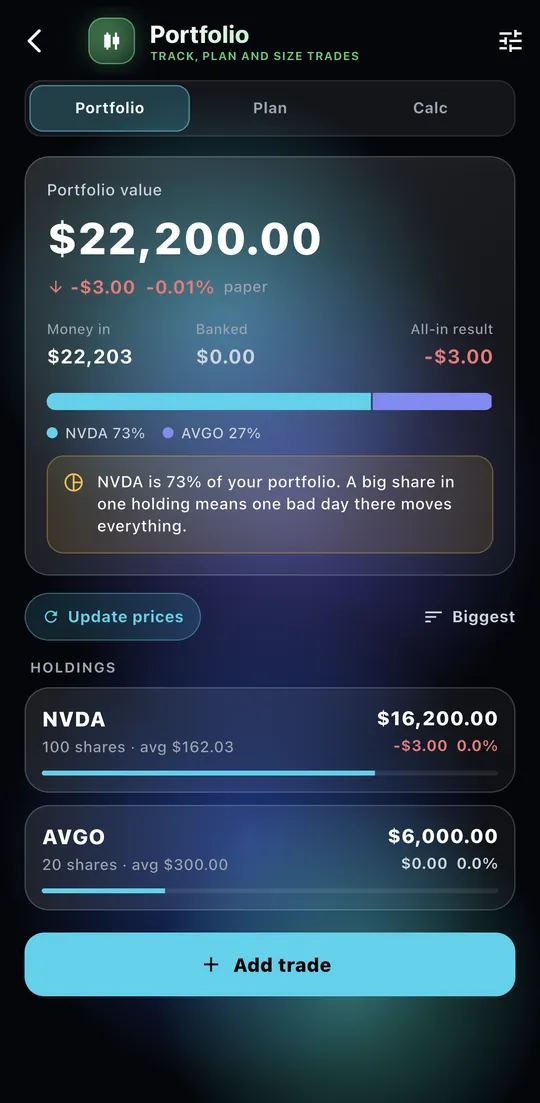 Portfolio
TRACK, PLAN AND SIZE TRADES
Portfolio Plan Calc
Portfolio value
$22,200.00
↓ -$3.00 -0.01% paper
Money in Banked All-in result
$22,203 $0.00 -$3.00
NVDA 73% AVGO 27%
NVDA is 73% of your portfolio. A big share in
one holding means one bad day there moves
everything.
Update prices Biggest
HOLDINGS
NVDA $16,200.00
100 shares · avg $162.03 -$3.00 0.0%
AVGO $6,000.00
20 shares · avg $300.00 $0.00 0.0%
+ Add trade